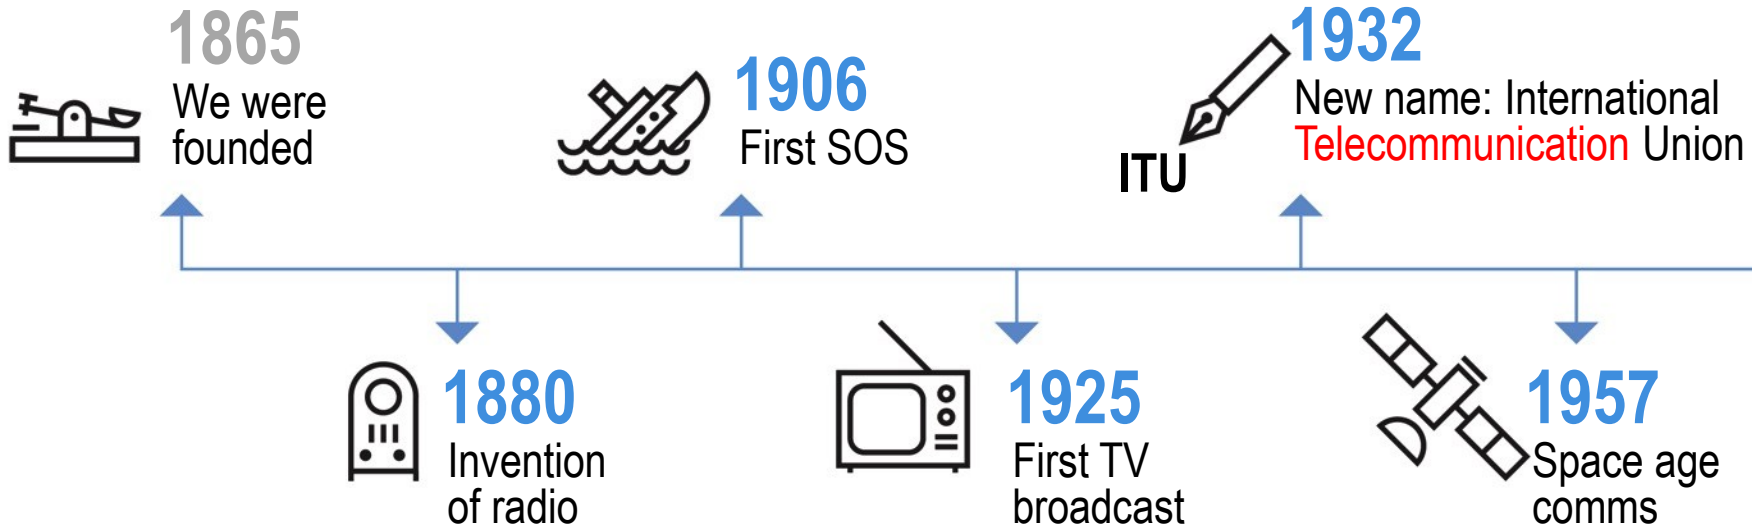 1865
We were
founded
1906
First SOS
ITU
1932
New name: International
Telecommunication Union
1880
Invention
of radio
1925
First TV
broadcast
1957
Space age
comms